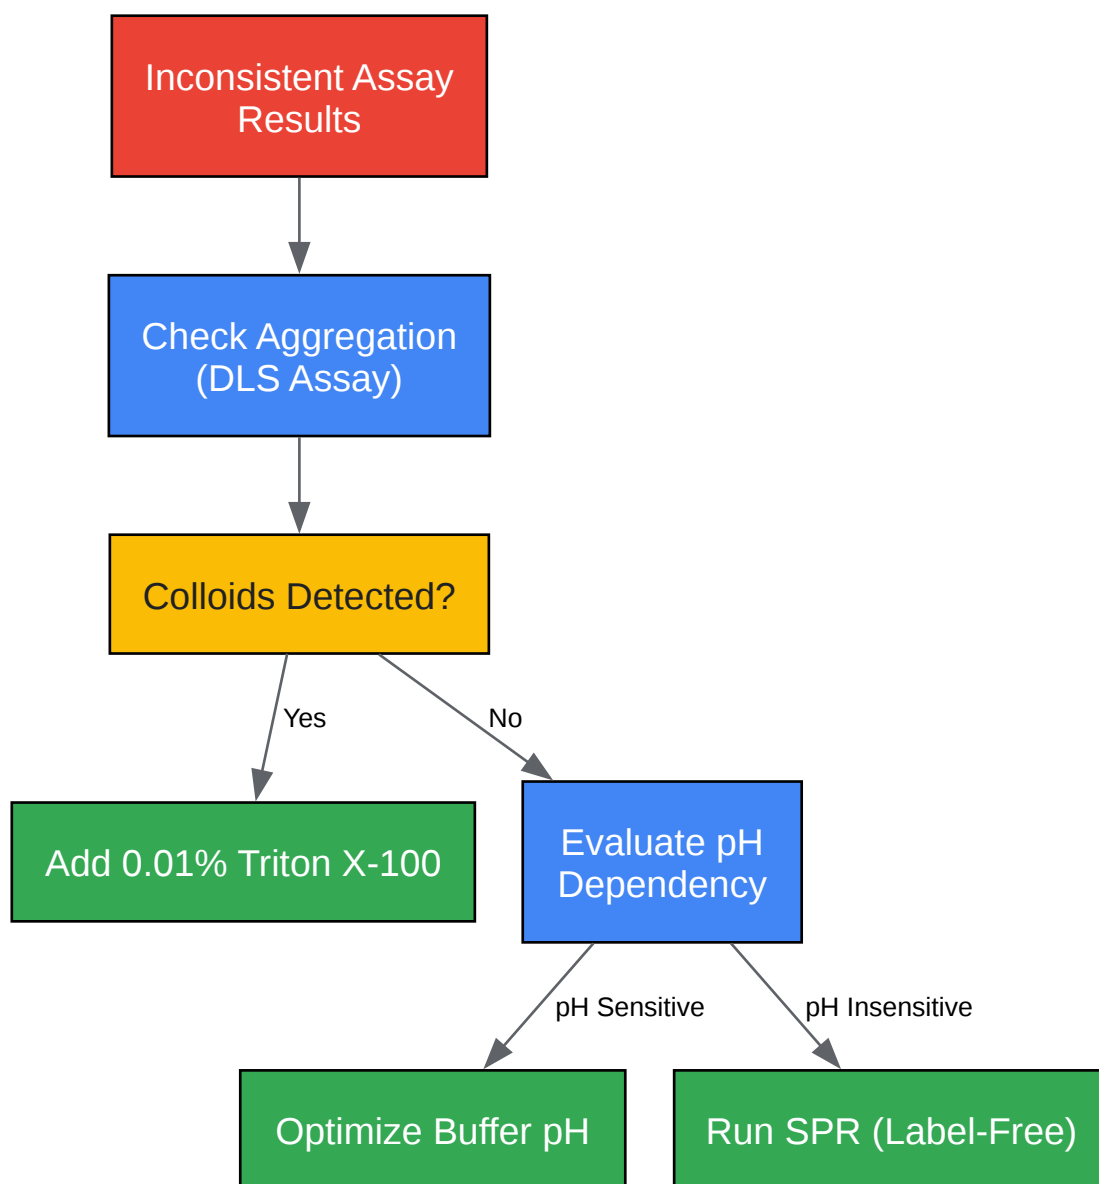 Inconsistent Assay
Results
Check Aggregation
(DLS Assay)
Colloids Detected?
Yes
No
Add 0.01% Triton X-100
Evaluate pH
Dependency
pH Sensitive
pH Insensitive
Optimize Buffer pH
Run SPR (Label-Free)